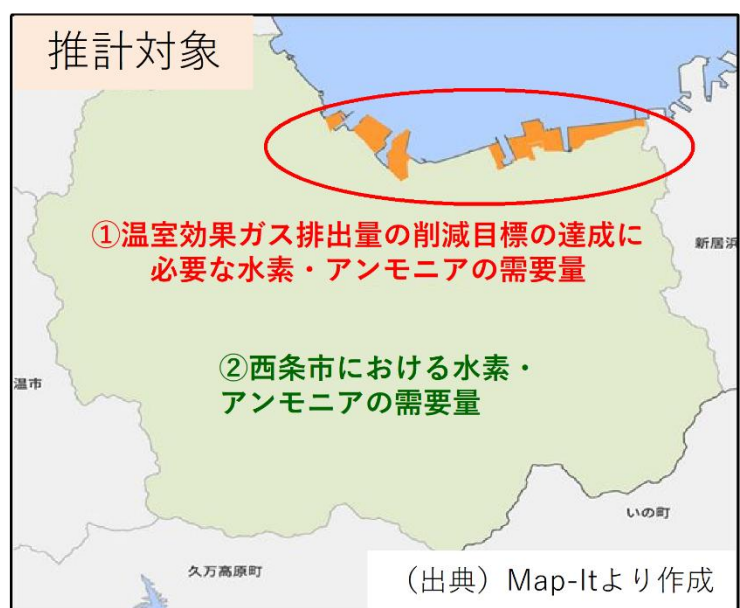 推計対象
①温室効果ガス排出量の削減目標の達成に
必要な水素・アンモニアの需要量
新居浜
②西条市における水素・
アンモニアの需要量
温市
いの町
久万高原町
（出典）Map-Itより作成